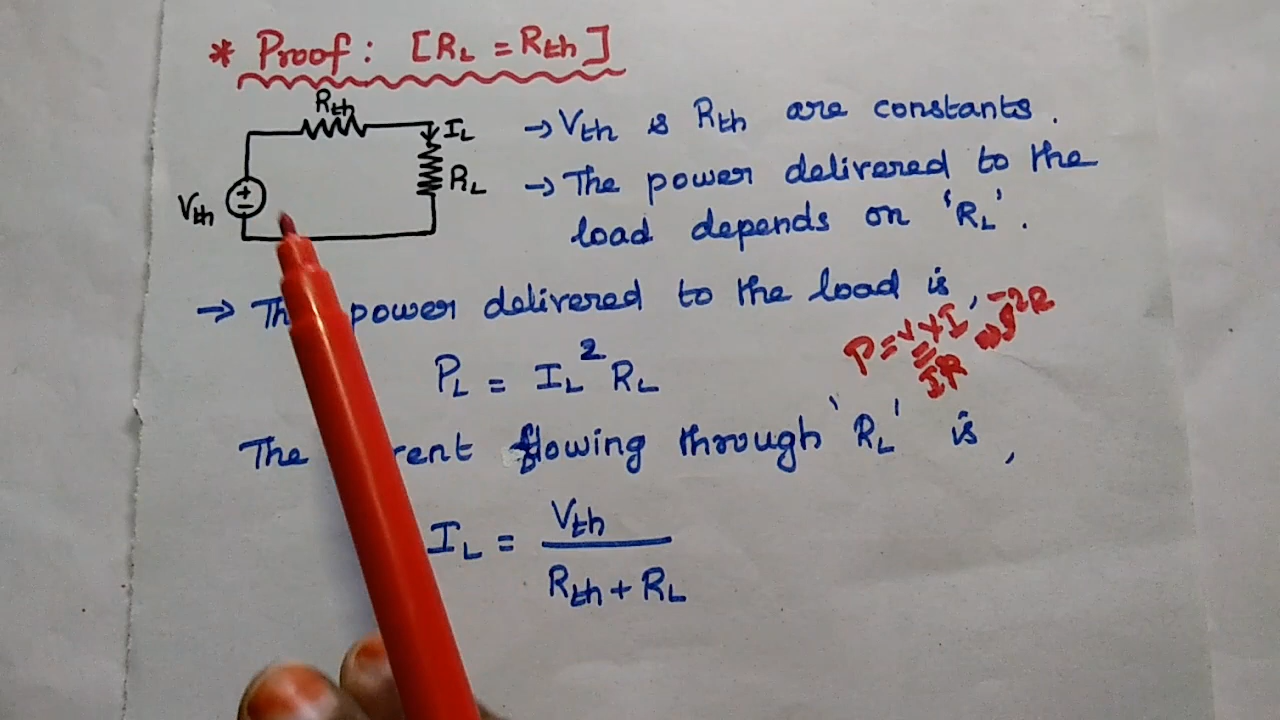 * Proof: [RL = Rth]
Rth
IL
RL
Vth
→ Vth & Rth are constants.
→ The power delivered to the
load depends on 'RL'.
→ power delivered to the load is,
P = V × I
IR
PL = IL² RL
The flowing through 'RL' is,
IL = Vth
Rth + RL